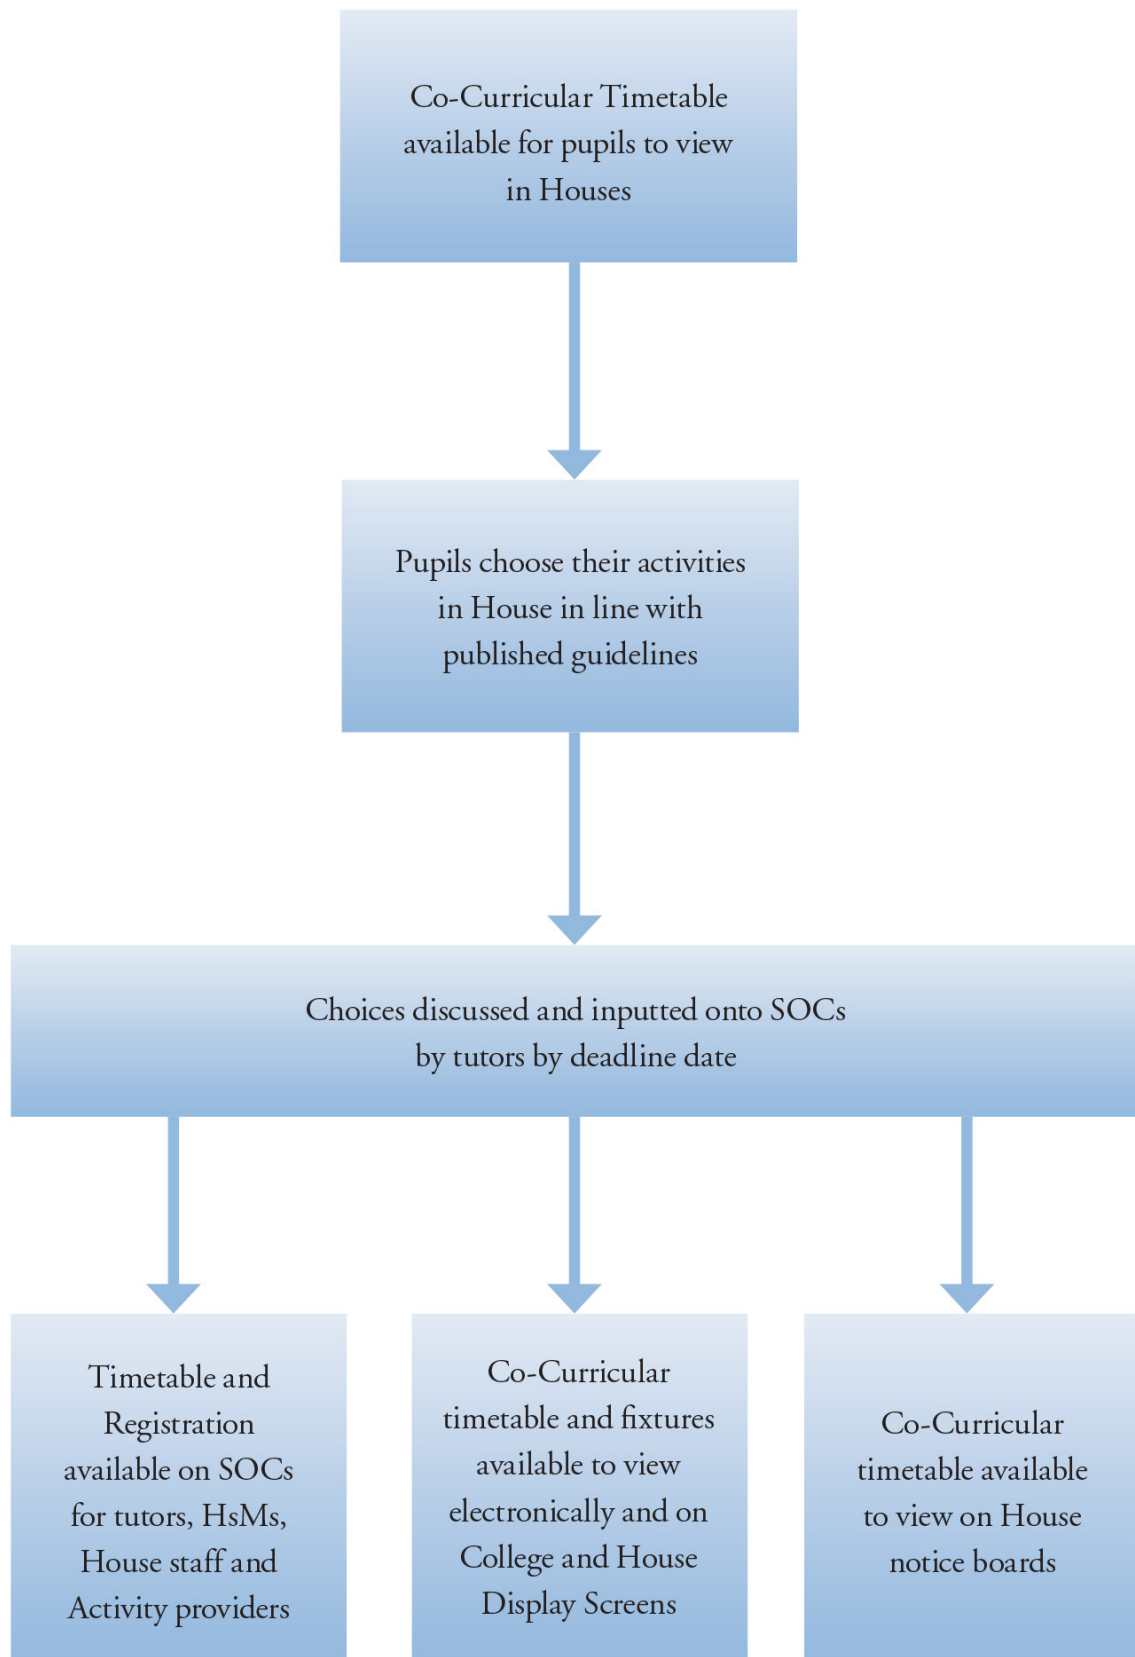 Co-Curricular Timetable
available for pupils to view
in Houses
Pupils choose their activities
in House in line with
published guidelines
Choices discussed and inputted onto SOCs
by tutors by deadline date
Timetable and
Registration
available on SOCs
for tutors, HsMs,
House staff and
Activity providers
Co-Curricular
timetable and fixtures
available to view
electronically and on
College and House
Display Screens
Co-Curricular
timetable available
to view on House
notice boards